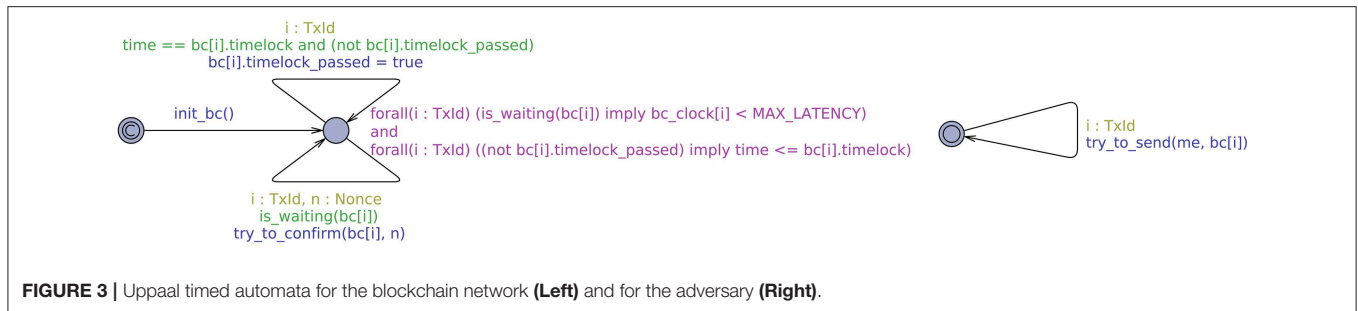 i : TxId
time == bc[i].timelock and (not bc[i].timelock_passed)
bc[i].timelock_passed = true
C
init_bc()
forall(i : TxId) (is_waiting(bc[i]) imply bc_clock[i] < MAX_LATENCY)
and
forall(i : TxId) ((not bc[i].timelock_passed) imply time <= bc[i].timelock)
i : TxId, n : Nonce
is_waiting(bc[i])
try_to_confirm(bc[i], n)
i : TxId
try_to_send(me, bc[i])
FIGURE 3 | Uppaal timed automata for the blockchain network (Left) and for the adversary (Right).